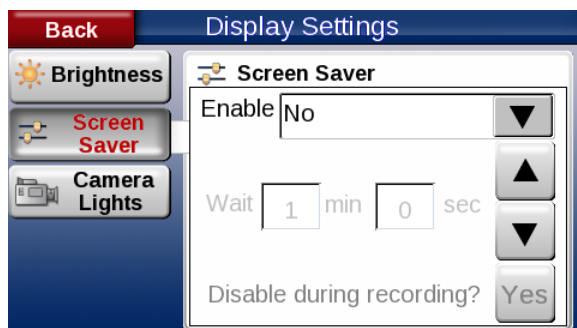 Back
Display Settings
Brightness
Screen
Saver
Camera
Lights
Screen Saver
Enable No
Wait 1 min 0 sec
Disable during recording? Yes